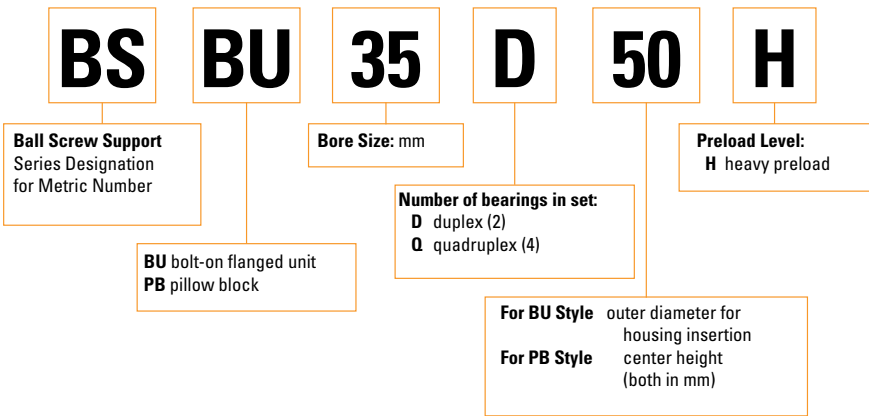 BS BU 35 D 50 H
Ball Screw Support
Series Designation
for Metric Number
Bore Size: mm
Preload Level:
H heavy preload
Number of bearings in set:
D duplex (2)
Q quadruplex (4)
BU bolt-on flanged unit
PB pillow block
For BU Style outer diameter for
housing insertion
For PB Style center height
(both in mm)